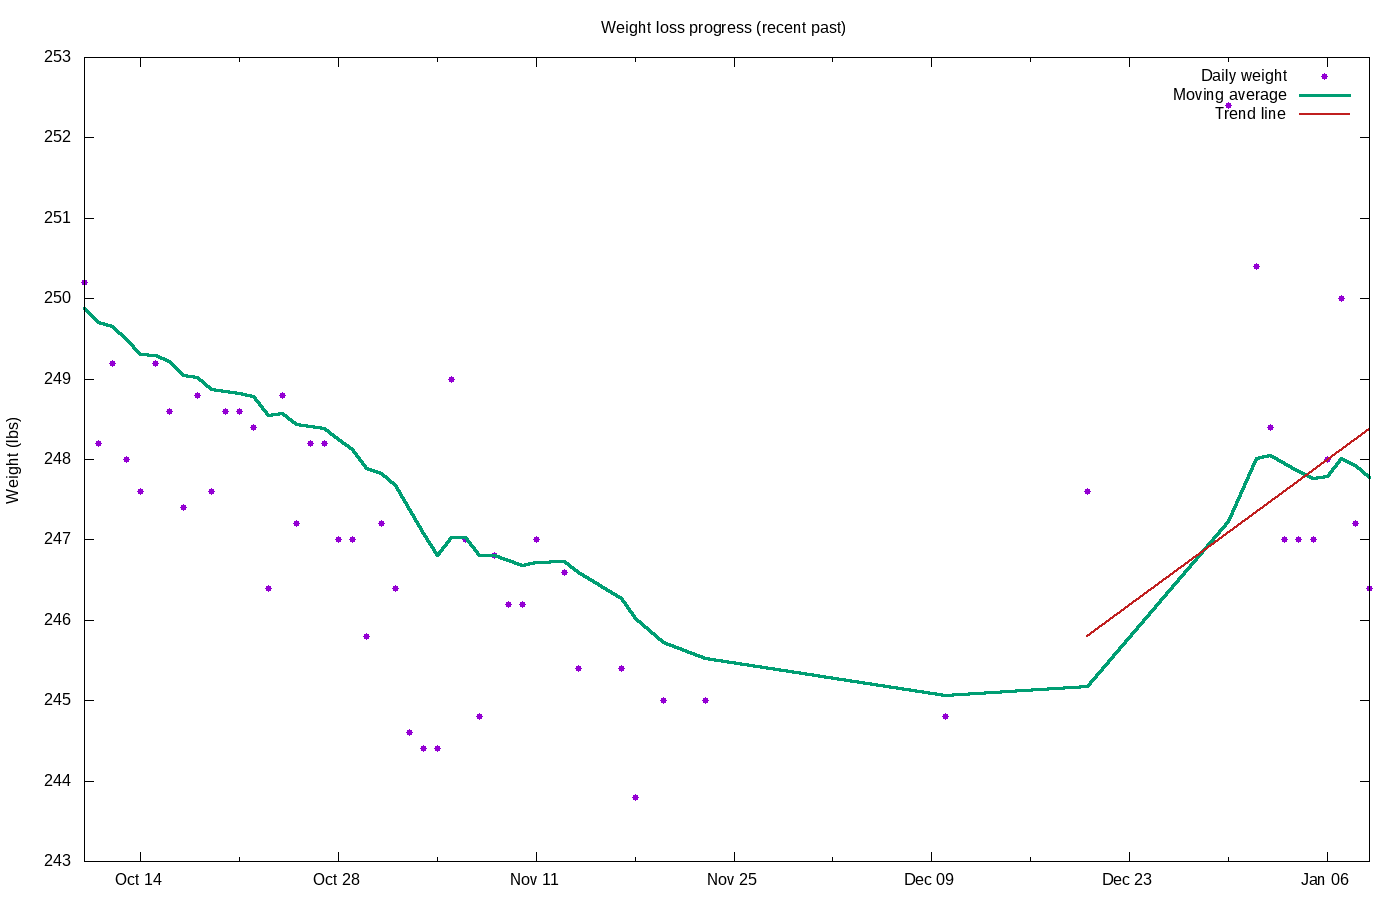 Weight loss progress (recent past)
253
252
251
250
249
248
247
246
245
244
243
Weight (lbs)
Daily weight
Moving average
Trend line
Oct 14 Oct 28 Nov 11 Nov 25 Dec 09 Dec 23 Jan 06